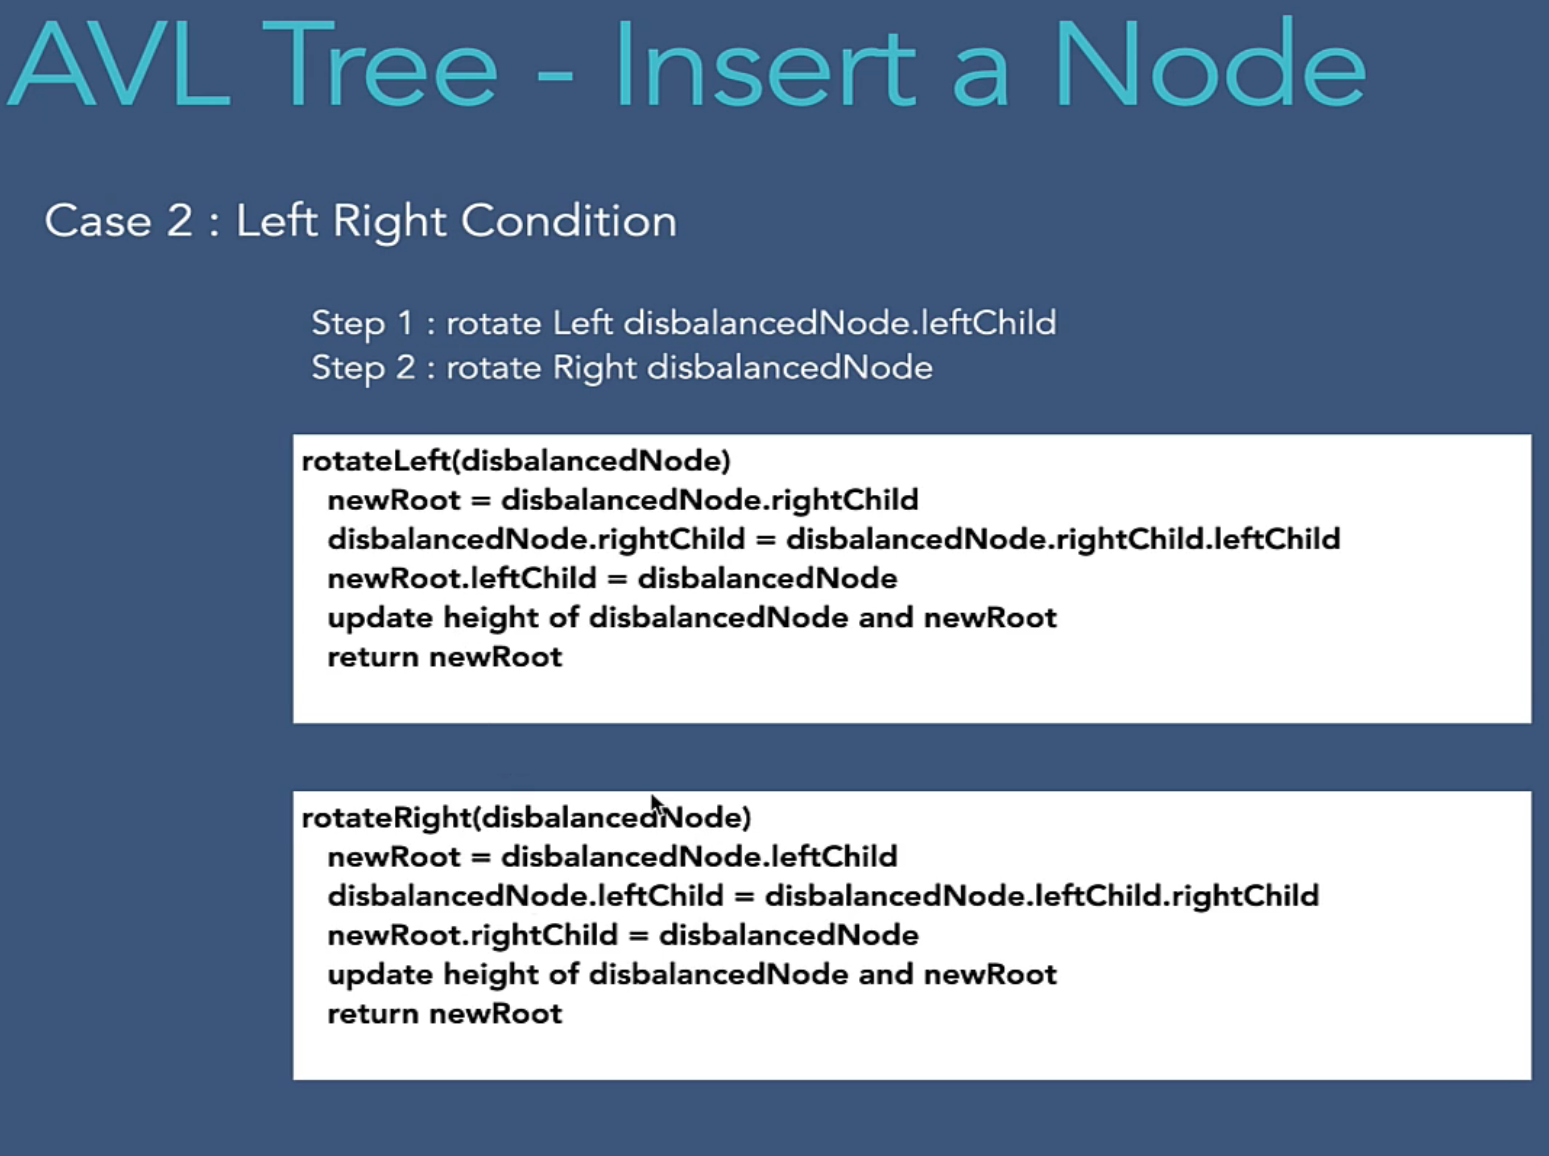 AVL Tree - Insert a Node
Case 2 : Left Right Condition
Step 1 : rotate Left disbalancedNode.leftChild
Step 2 : rotate Right disbalancedNode
rotateLeft(disbalancedNode)
newRoot = disbalancedNode.rightChild
disbalancedNode.rightChild = disbalancedNode.rightChild.leftChild
newRoot.leftChild = disbalancedNode
update height of disbalancedNode and newRoot
return newRoot
rotateRight(disbalancedNode)
newRoot = disbalancedNode.leftChild
disbalancedNode.leftChild = disbalancedNode.leftChild.rightChild
newRoot.rightChild = disbalancedNode
update height of disbalancedNode and newRoot
return newRoot